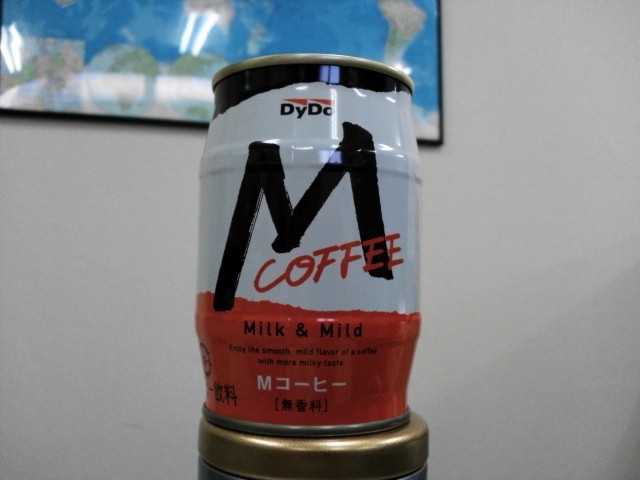 DyDo
M
COFFEE
Milk & Mild
Enjoy the smooth, mild flavor of a coffee
with more milky taste.
Mコーヒー
[無香料]
ー飲料